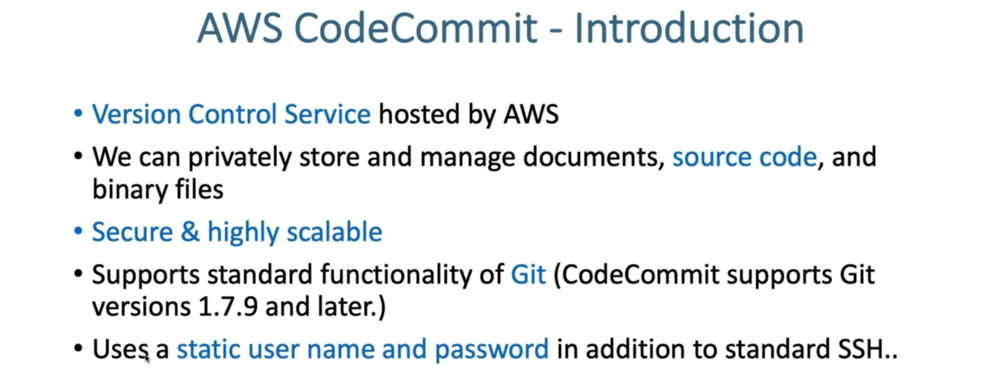 AWS CodeCommit - Introduction
• Version Control Service hosted by AWS
• We can privately store and manage documents, source code, and
binary files
• Secure & highly scalable
• Supports standard functionality of Git (CodeCommit supports Git
versions 1.7.9 and later.)
• Uses a static user name and password in addition to standard SSH..